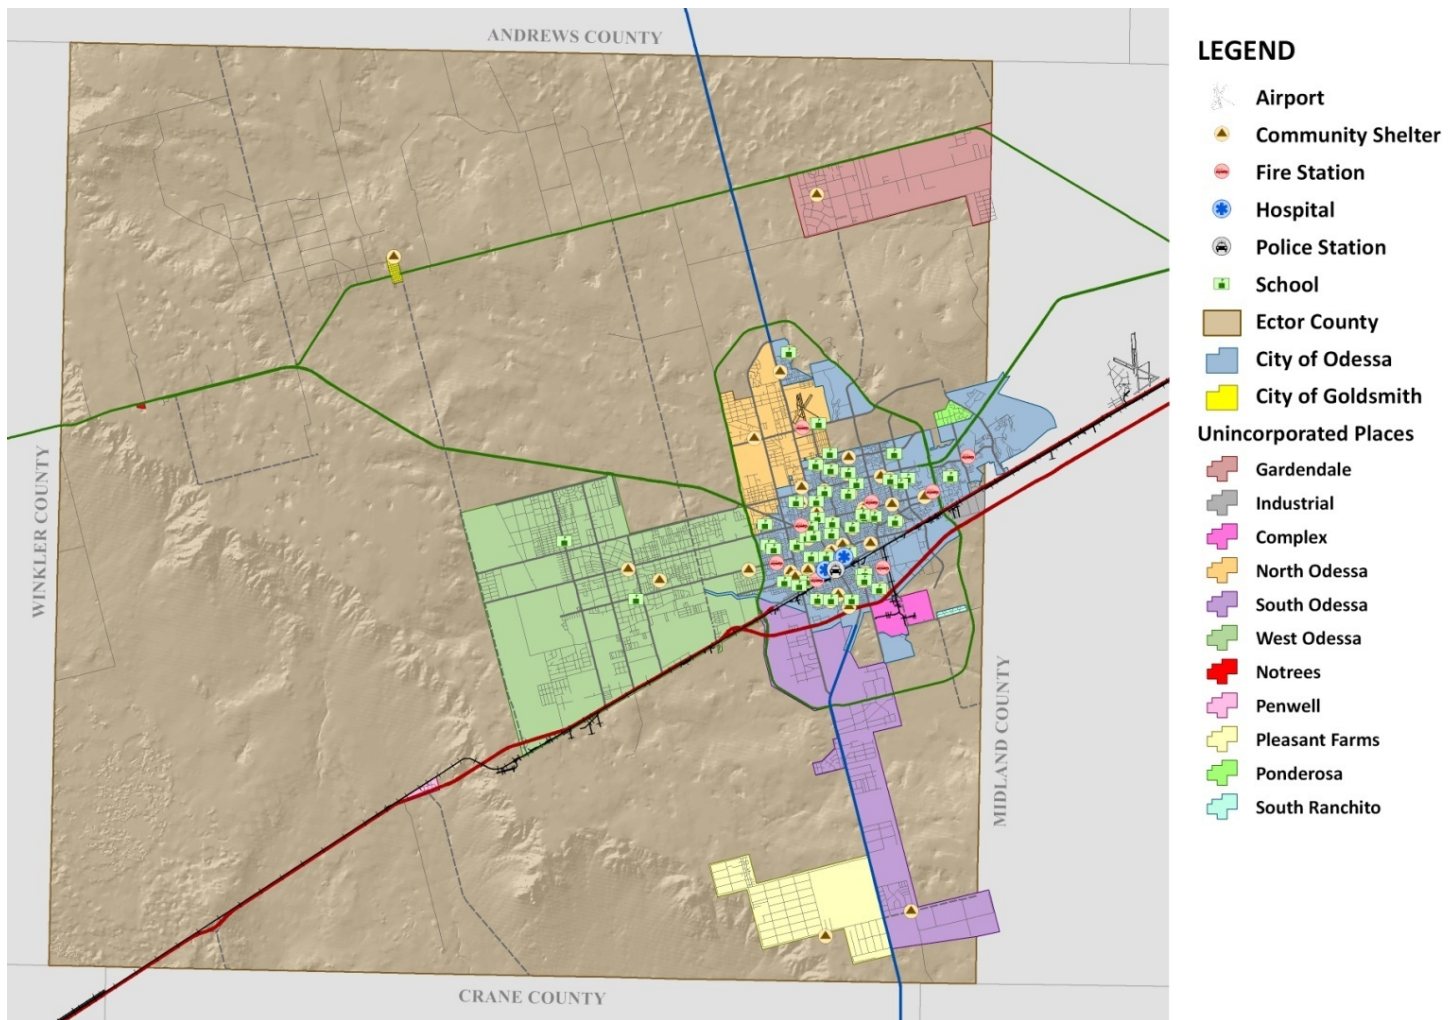 ANDREWS COUNTY
WINKLER COUNTY
MIDLAND COUNTY
CRANE COUNTY
LEGEND
Airport
Community Shelter
Fire Station
Hospital
Police Station
School
Ector County
City of Odessa
City of Goldsmith
Unincorporated Places
Gardendale
Industrial
Complex
North Odessa
South Odessa
West Odessa
Notrees
Penwell
Pleasant Farms
Ponderosa
South Ranchito